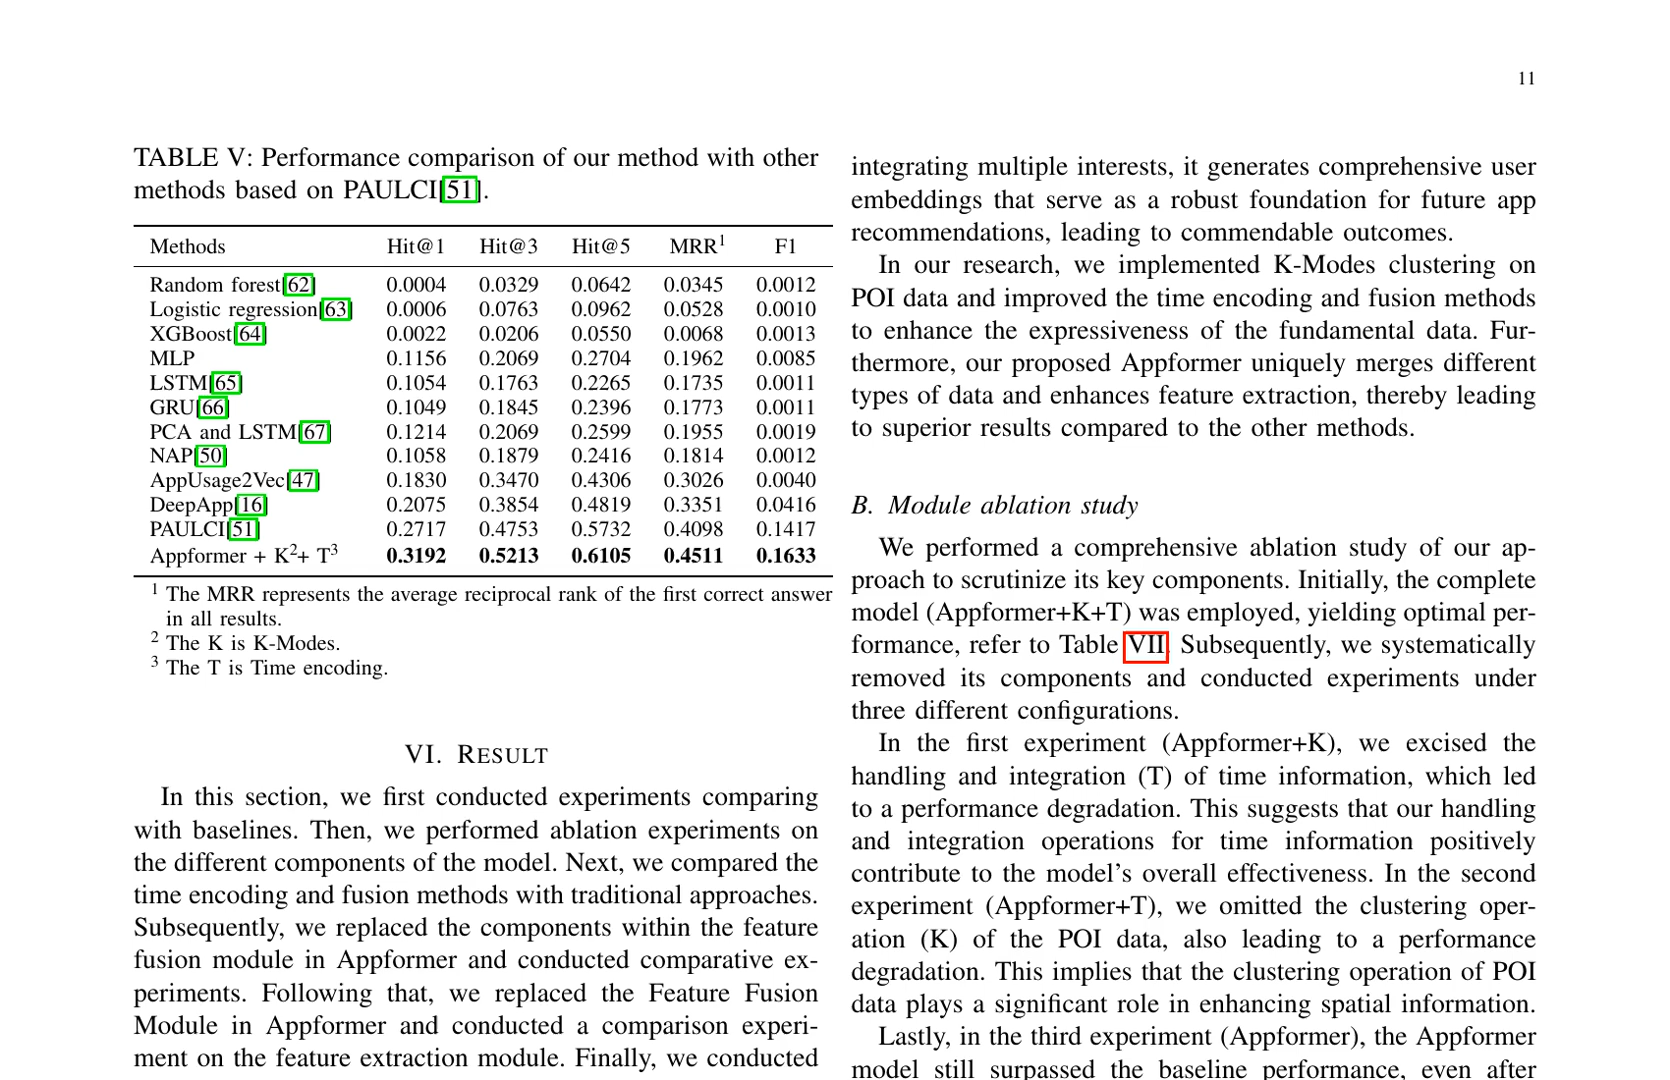 11
TABLE V: Performance comparison of our method with other
methods based on PAULCI[51].
Methods Hit@1 Hit@3 Hit@5 MRR1 F1
Random forest[62] 0.0004 0.0329 0.0642 0.0345 0.0012
Logistic regression[63] 0.0006 0.0763 0.0962 0.0528 0.0010
XGBoost[64] 0.0022 0.0206 0.0550 0.0068 0.0013
MLP 0.1156 0.2069 0.2704 0.1962 0.0085
LSTM[65] 0.1054 0.1763 0.2265 0.1735 0.0011
GRU[66] 0.1049 0.1845 0.2396 0.1773 0.0011
PCA and LSTM[67] 0.1214 0.2069 0.2599 0.1955 0.0019
NAP[50] 0.1058 0.1879 0.2416 0.1814 0.0012
AppUsage2Vec[47] 0.1830 0.3470 0.4306 0.3026 0.0040
DeepApp[16] 0.2075 0.3854 0.4819 0.3351 0.0416
PAULCI[51] 0.2717 0.4753 0.5732 0.4098 0.1417
Appformer + K2+ T3 0.3192 0.5213 0.6105 0.4511 0.1633
1 The MRR represents the average reciprocal rank of the first correct answer
in all results.
2 The K is K-Modes.
3 The T is Time encoding.
VI. RESULT
In this section, we first conducted experiments comparing
with baselines. Then, we performed ablation experiments on
the different components of the model. Next, we compared the
time encoding and fusion methods with traditional approaches.
Subsequently, we replaced the components within the feature
fusion module in Appformer and conducted comparative ex-
periments. Following that, we replaced the Feature Fusion
Module in Appformer and conducted a comparison experi-
ment on the feature extraction module. Finally, we conducted
integrating multiple interests, it generates comprehensive user
embeddings that serve as a robust foundation for future app
recommendations, leading to commendable outcomes.
In our research, we implemented K-Modes clustering on
POI data and improved the time encoding and fusion methods
to enhance the expressiveness of the fundamental data. Fur-
thermore, our proposed Appformer uniquely merges different
types of data and enhances feature extraction, thereby leading
to superior results compared to the other methods.
B. Module ablation study
We performed a comprehensive ablation study of our ap-
proach to scrutinize its key components. Initially, the complete
model (Appformer+K+T) was employed, yielding optimal per-
formance, refer to Table VII. Subsequently, we systematically
removed its components and conducted experiments under
three different configurations.
In the first experiment (Appformer+K), we excised the
handling and integration (T) of time information, which led
to a performance degradation. This suggests that our handling
and integration operations for time information positively
contribute to the model's overall effectiveness. In the second
experiment (Appformer+T), we omitted the clustering oper-
ation (K) of the POI data, also leading to a performance
degradation. This implies that the clustering operation of POI
data plays a significant role in enhancing spatial information.
Lastly, in the third experiment (Appformer), the Appformer
model still surpassed the baseline performance, even after